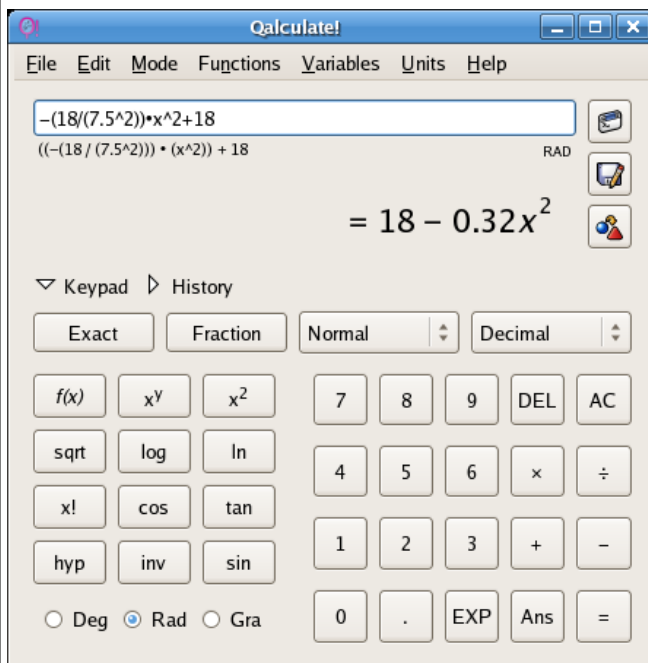 Qalculate!
File Edit Mode Functions Variables Units Help
−(18/(7.5^2))•x^2+18
((−(18 / (7.5^2))) • (x^2)) + 18
RAD
= 18 − 0.32x²
Keypad History
Exact Fraction Normal Decimal
f(x) xʸ x² 7 8 9 DEL AC
sqrt log ln 4 5 6 × ÷
x! cos tan 1 2 3 + −
hyp inv sin 0 . EXP Ans =
Deg Rad Gra